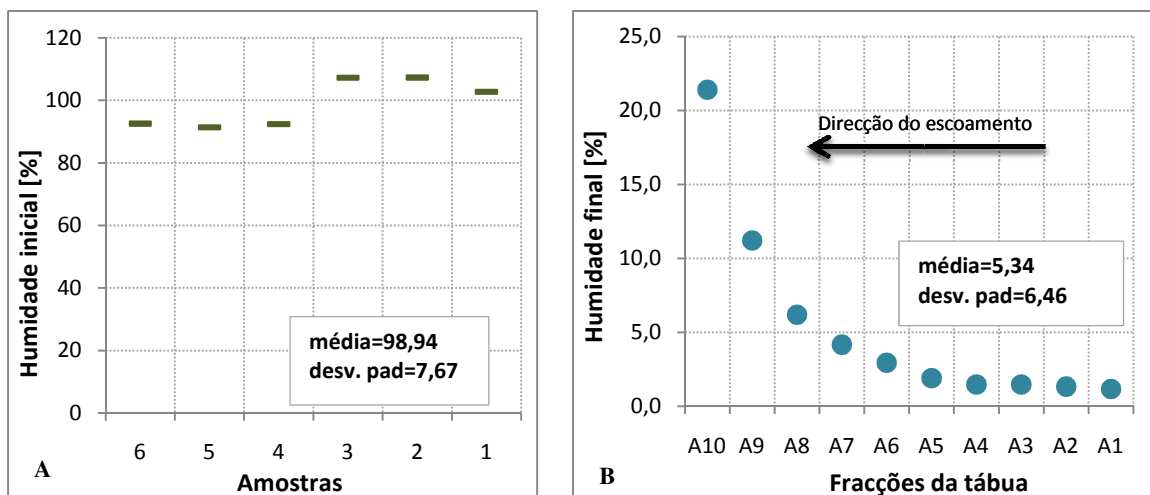 120
100
80
60
40
20
0
Humidade inicial [%]
média=98,94
desv. pad=7,67
6 5 4 3 2 1
A
Amostras
25,0
20,0
15,0
10,0
5,0
0,0
Humidade final [%]
Direcção do escoamento
média=5,34
desv. pad=6,46
A10 A9 A8 A7 A6 A5 A4 A3 A2 A1
B
Fracções da tábua